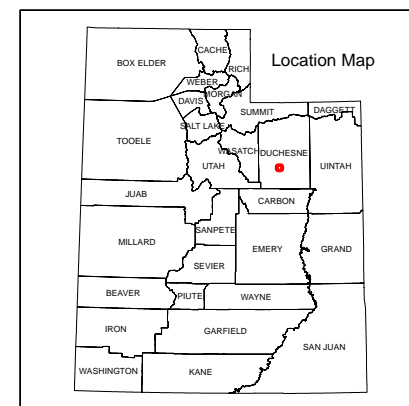 Location Map
CACHE
BOX ELDER
RICH
WEBER
MORGAN
DAVIS
SUMMIT
DAGGETT
SALT LAKE
TOOELE
WASATCH
DUCHESNE
UTAH
UINTAH
JUAB
CARBON
SANPETE
MILLARD
EMERY
GRAND
SEVIER
BEAVER
PIUTE
WAYNE
IRON
GARFIELD
SAN JUAN
WASHINGTON
KANE